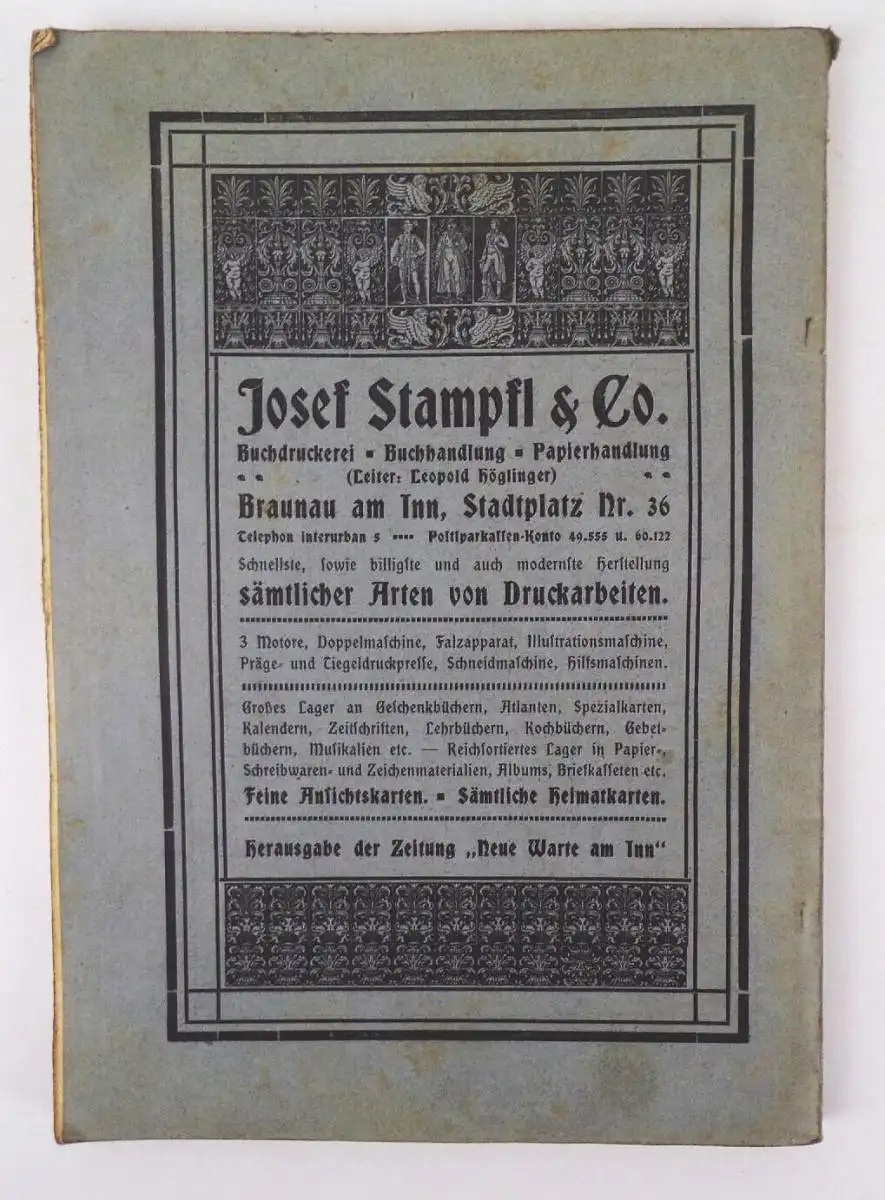 Josef Stampfl & Co.
Buchdruckerei ▪ Buchhandlung ▪ Papierhandlung
(Leiter: Leopold Höglinger)
Braunau am Inn, Stadtplatz Nr. 36
Telephon interurban 5 ···· Poſtſparkaſſen-Konto 49.555 u. 60.122
Schnellste, ſowie billigſte und auch modernſte Herſtellung
sämtlicher Arten von Druckarbeiten.
3 Motore, Doppelmaſchine, Falzapparat, Illuſtrationsmaſchine,
Präge- und Tiegeldruckpreſſe, Schneidmaſchine, Hilfsmaſchinen.
Großes Lager an Geſchenkbüchern, Atlanten, Spezialkarten,
Kalendern, Zeitſchriften, Lehrbüchern, Kochbüchern, Gebet-
büchern, Muſikalien etc. — Reichſortiertes Lager in Papier-,
Schreibwaren- und Zeichenmaterialien, Albums, Briefkaſſeten etc.
Feine Anſichtskarten. ▪ Sämtliche Heimatkarten.
Herausgabe der Zeitung „Neue Warte am Inn"